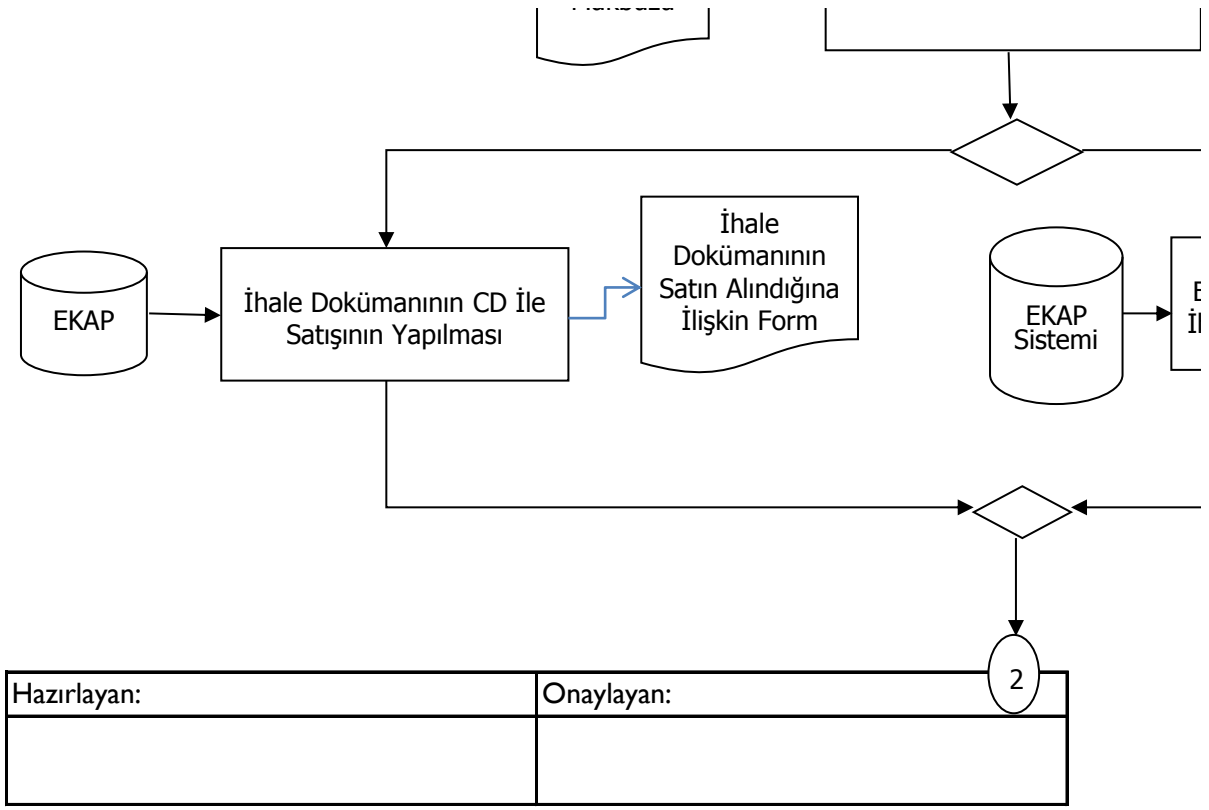 İhale
Dokümanının
Satın Alındığına
İlişkin Form
EKAP
İhale Dokümanının CD İle
Satışının Yapılması
EKAP
Sistemi
2
Hazırlayan:
Onaylayan: